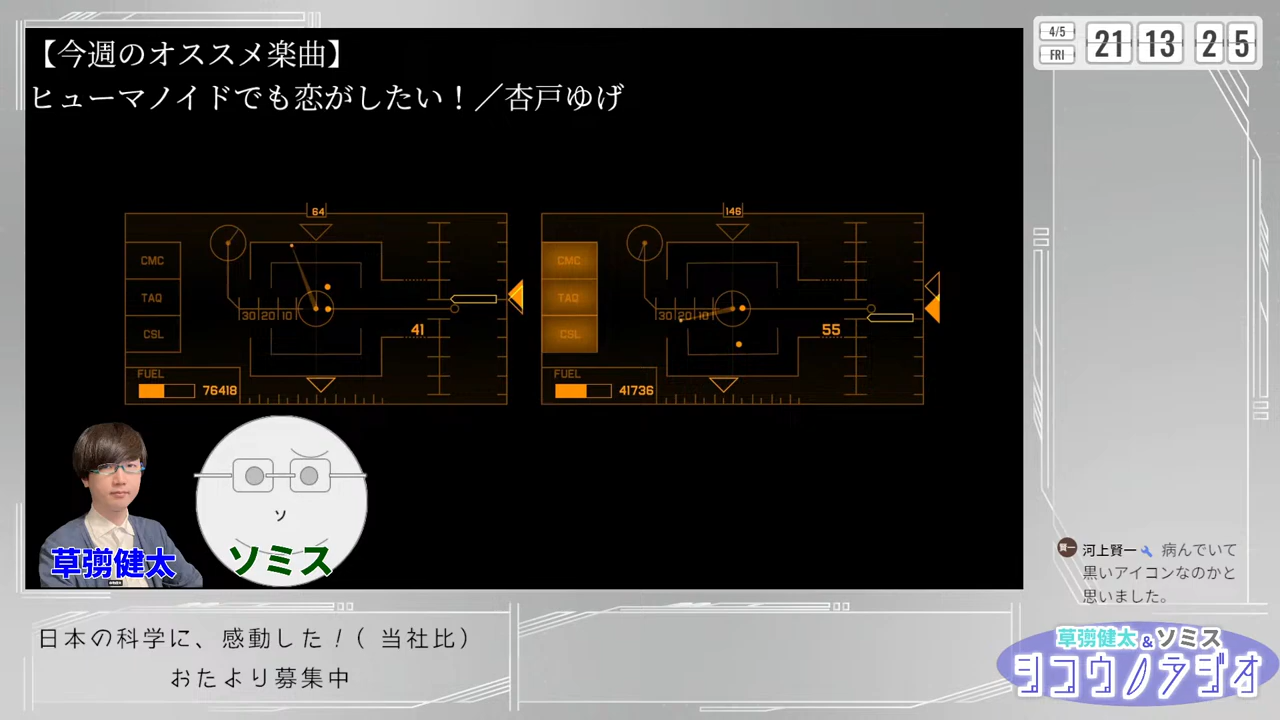 【今週のオススメ楽曲】
ヒューマノイドでも恋がしたい！／杏戸ゆげ
4/5
FRI
21 13 25
64
CMC
TAQ
CSL
30 20 10
41
FUEL
76418
146
CMC
TAQ
CSL
30 20 10
55
FUEL
41736
ソ
草彅健太
ソミス
河上賢一 病んでいて
黒いアイコンなのかと
思いました。
日本の科学に、感動した！(当社比)
おたより募集中
草彅健太&ソミス
シコウノラジオ